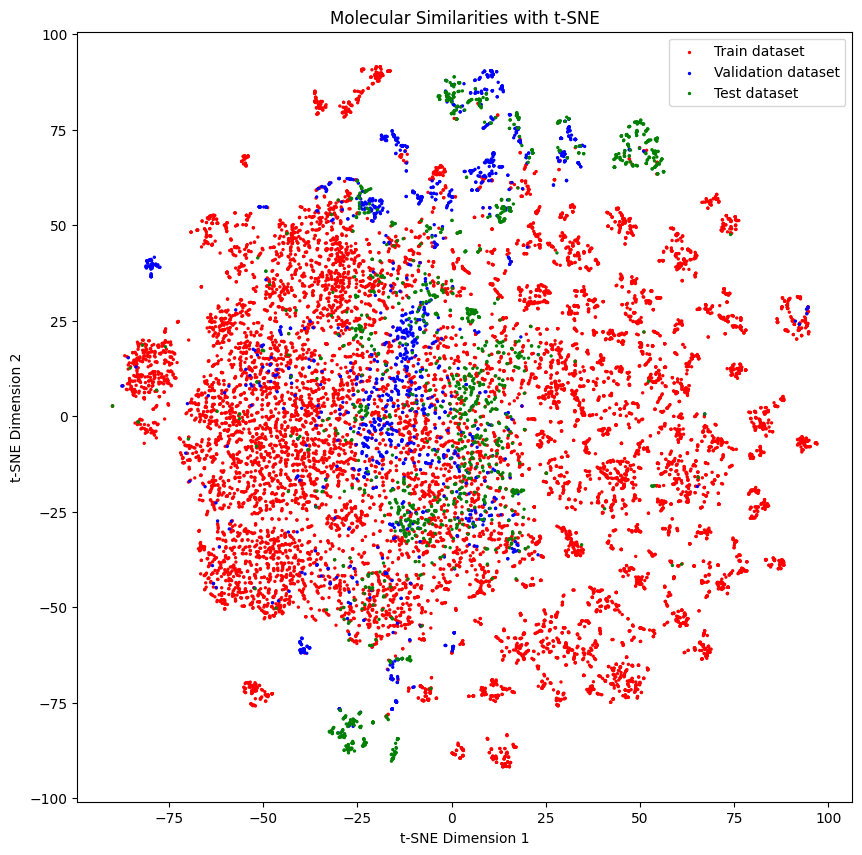 Molecular Similarities with t-SNE
Train dataset
Validation dataset
Test dataset
100
75
50
25
0
−25
−50
−75
−100
t-SNE Dimension 2
−75
−50
−25
0
25
50
75
100
t-SNE Dimension 1